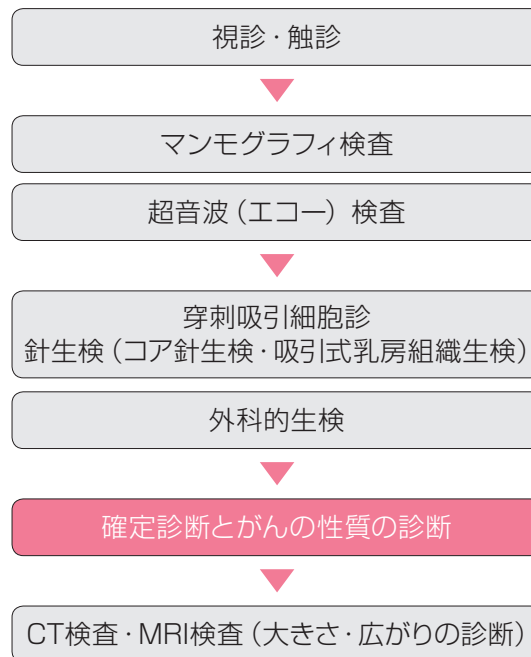 視診・触診
マンモグラフィ検査
超音波（エコー）検査
穿刺吸引細胞診
針生検（コア針生検・吸引式乳房組織生検）
外科的生検
確定診断とがんの性質の診断
CT検査・MRI検査（大きさ・広がりの診断）